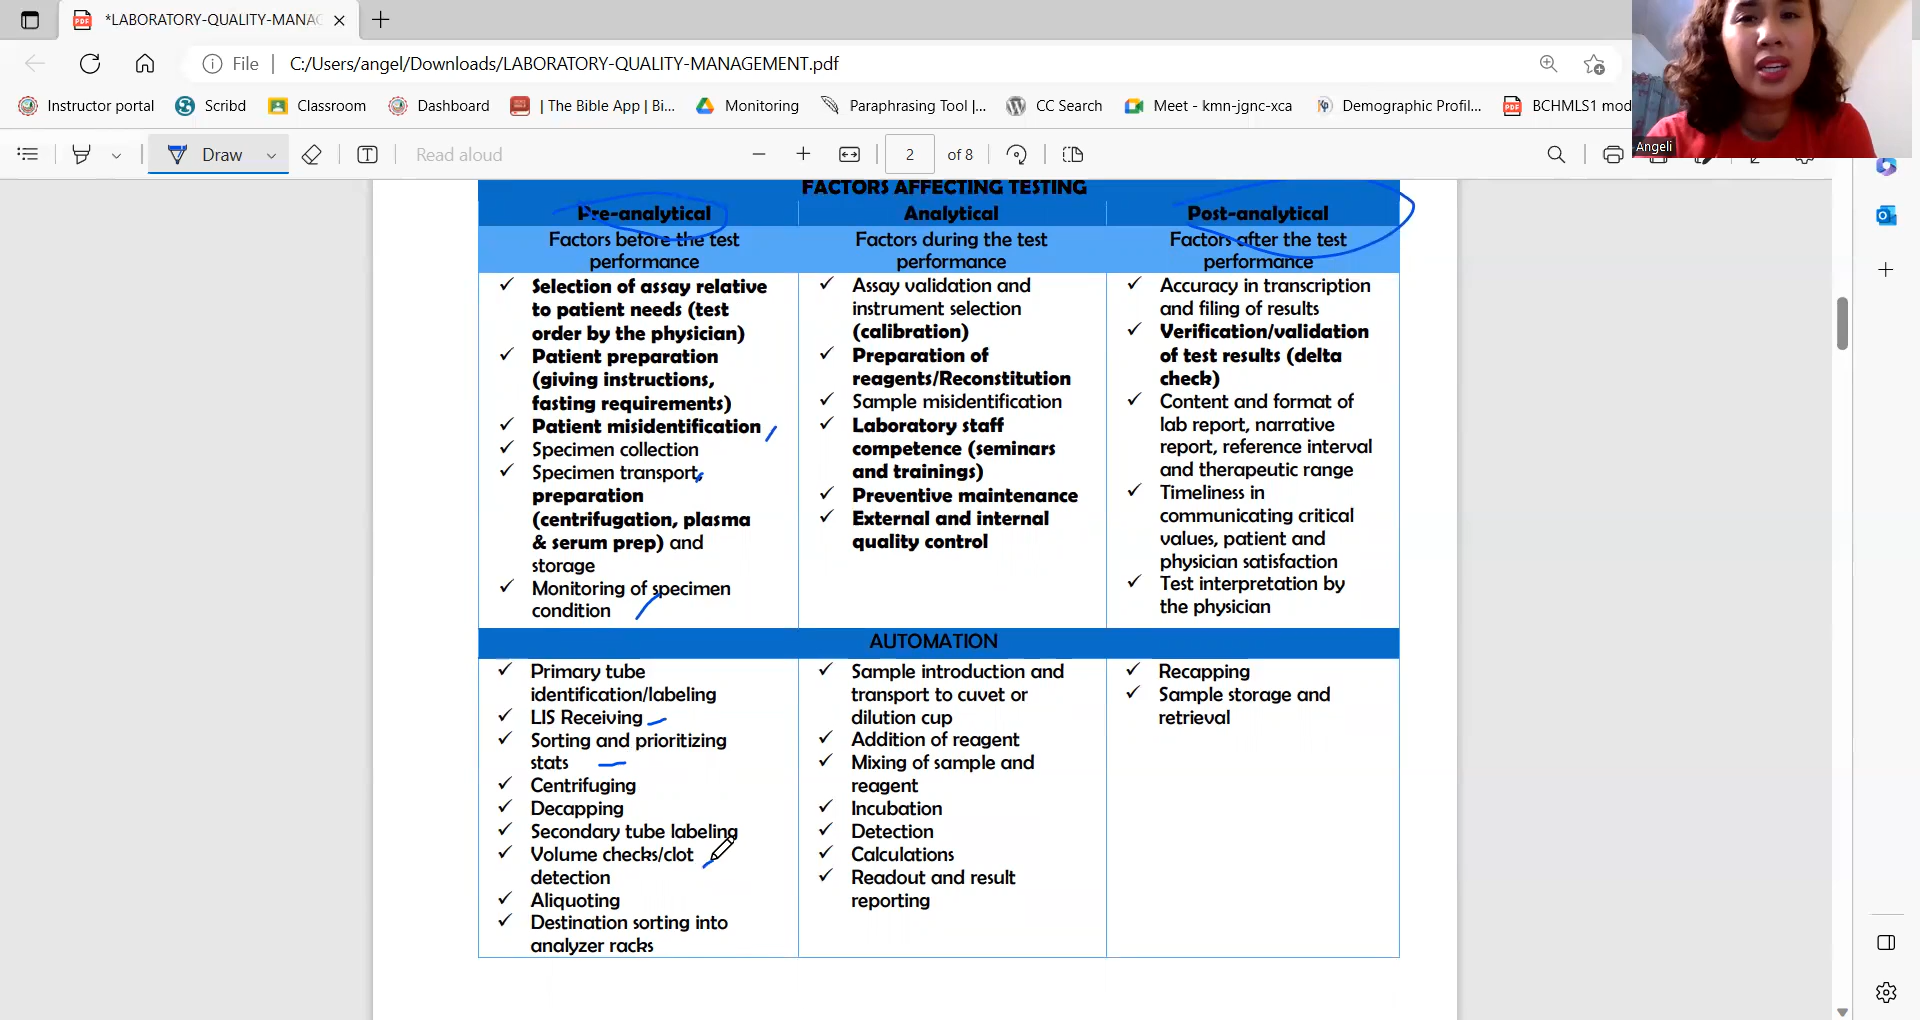 *LABORATORY-QUALITY-MANAG
File
C:/Users/angel/Downloads/LABORATORY-QUALITY-MANAGEMENT.pdf
Instructor portal
Scribd
Classroom
Dashboard
| The Bible App | Bi...
Monitoring
Paraphrasing Tool |...
CC Search
Meet - kmn-jgnc-xca
Demographic Profil...
BCHMLS1 mod
Angeli
Draw
Read aloud
2
of 8
FACTORS AFFECTING TESTING
Pre-analytical
Factors before the test
performance
Selection of assay relative
to patient needs (test
order by the physician)
Patient preparation
(giving instructions,
fasting requirements)
Patient misidentification
Specimen collection
Specimen transport,
preparation
(centrifugation, plasma
& serum prep) and
storage
Monitoring of specimen
condition
Analytical
Factors during the test
performance
Assay validation and
instrument selection
(calibration)
Preparation of
reagents/Reconstitution
Sample misidentification
Laboratory staff
competence (seminars
and trainings)
Preventive maintenance
External and internal
quality control
Post-analytical
Factors after the test
performance
Accuracy in transcription
and filing of results
Verification/validation
of test results (delta
check)
Content and format of
lab report, narrative
report, reference interval
and therapeutic range
Timeliness in
communicating critical
values, patient and
physician satisfaction
Test interpretation by
the physician
AUTOMATION
Primary tube
identification/labeling
LIS Receiving
Sorting and prioritizing
stats
Centrifuging
Decapping
Secondary tube labeling
Volume checks/clot
detection
Aliquoting
Destination sorting into
analyzer racks
Sample introduction and
transport to cuvet or
dilution cup
Addition of reagent
Mixing of sample and
reagent
Incubation
Detection
Calculations
Readout and result
reporting
Recapping
Sample storage and
retrieval